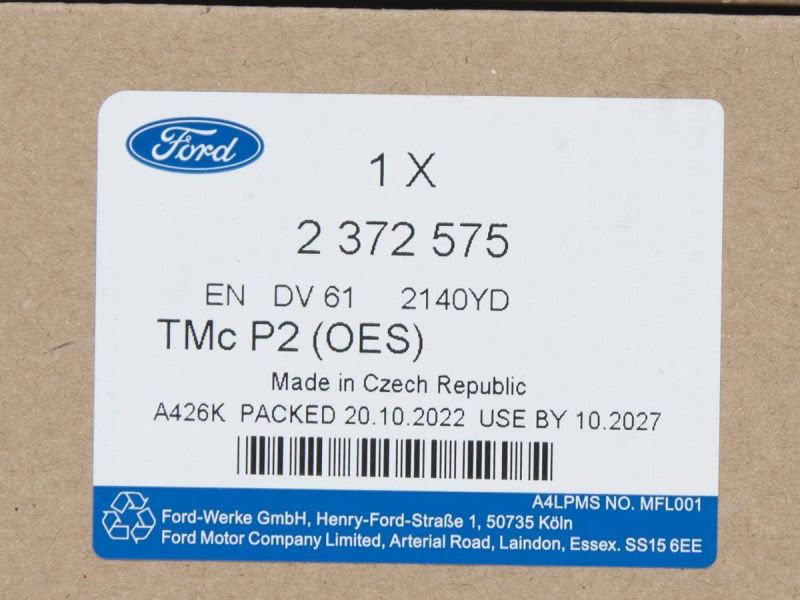 Ford
1 X
2 372 575
EN DV 61 2140YD
TMc P2 (OES)
Made in Czech Republic
A426K PACKED 20.10.2022 USE BY 10.2027
A4LPMS NO. MFL001
Ford-Werke GmbH, Henry-Ford-Straße 1, 50735 Köln
Ford Motor Company Limited, Arterial Road, Laindon, Essex. SS15 6EE